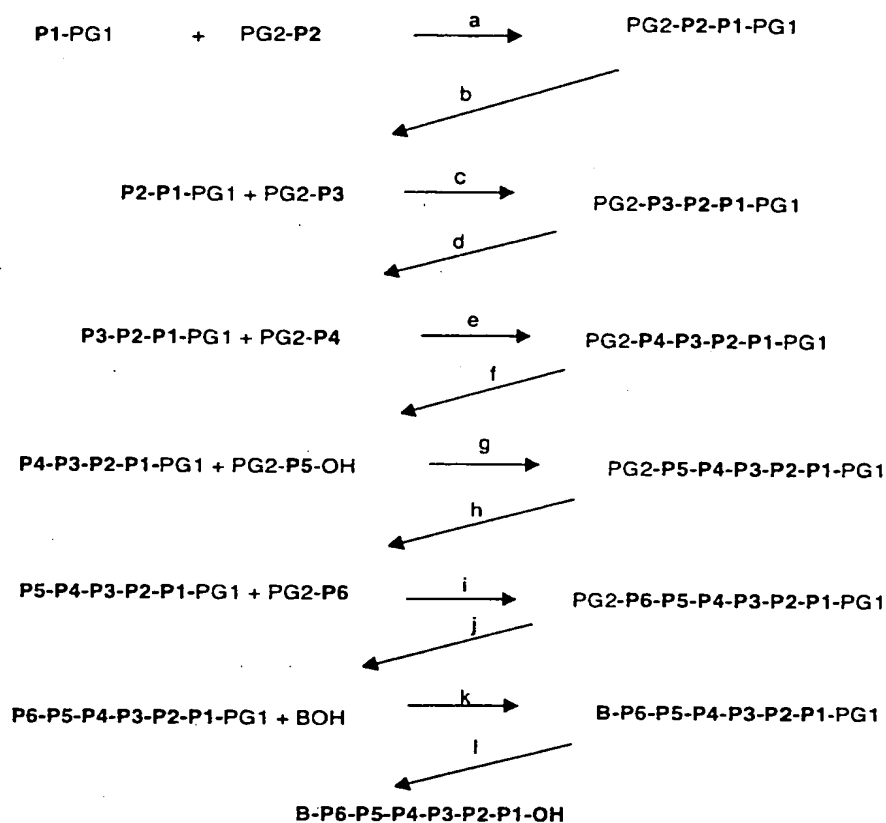 P1-PG1 + PG2-P2 a PG2-P2-P1-PG1
b
P2-P1-PG1 + PG2-P3 c PG2-P3-P2-P1-PG1
d
P3-P2-P1-PG1 + PG2-P4 e PG2-P4-P3-P2-P1-PG1
f
P4-P3-P2-P1-PG1 + PG2-P5-OH g PG2-P5-P4-P3-P2-P1-PG1
h
P5-P4-P3-P2-P1-PG1 + PG2-P6 i PG2-P6-P5-P4-P3-P2-P1-PG1
j
P6-P5-P4-P3-P2-P1-PG1 + BOH k B-P6-P5-P4-P3-P2-P1-PG1
l
B-P6-P5-P4-P3-P2-P1-OH